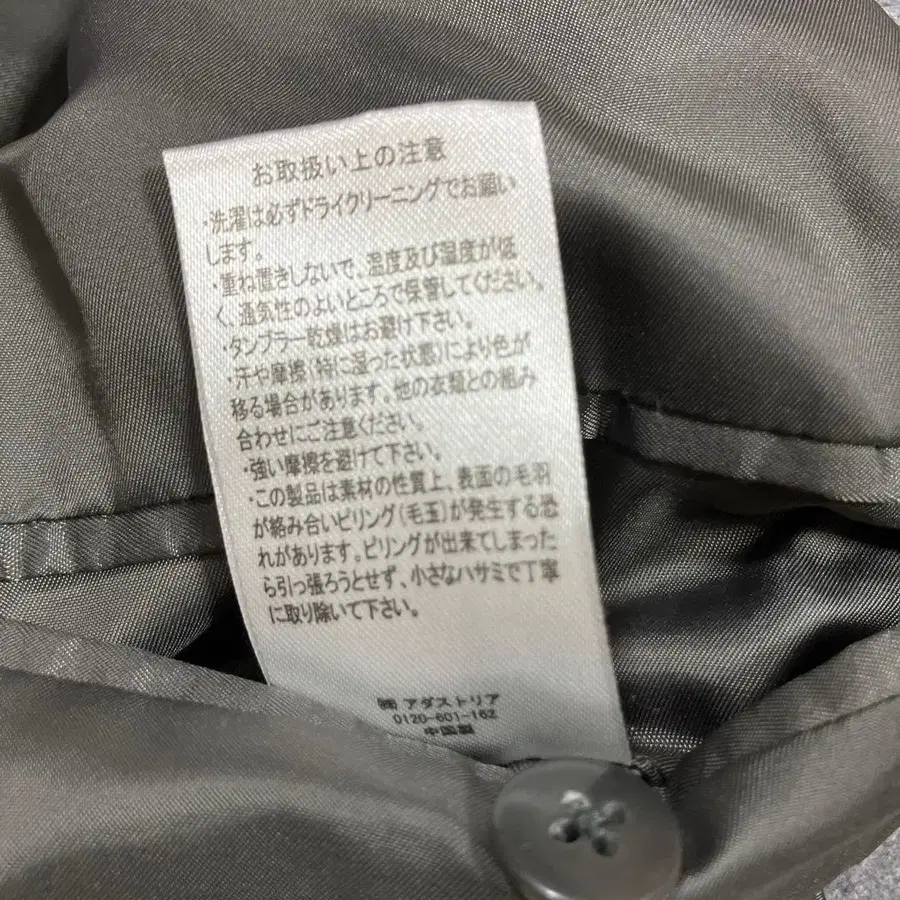 お取扱い上の注意
・洗濯は必ずドライクリーニングでお願い
します。
・重ね置きしないで、温度及び湿度が低
く、通気性のよいところで保管してください。
・タンブラー乾燥はお避け下さい。
・汗や摩擦(特に湿った状態)により色が
移る場合があります。他の衣類との組み
合わせにご注意ください。
・強い摩擦を避けて下さい。
・この製品は素材の性質上、表面の毛羽
が絡み合いピリング(毛玉)が発生する恐
れがあります。ピリングが出来てしまった
ら引っ張ろうとせず、小さなハサミで丁寧
に取り除いて下さい。
㈱ アダストリア
0120-601-162
中国製